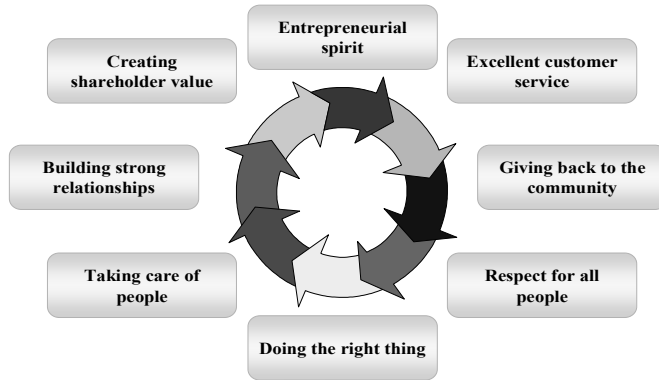 Entrepreneurial
spirit
Excellent customer
service
Giving back to the
community
Respect for all
people
Doing the right thing
Taking care of
people
Building strong
relationships
Creating
shareholder value